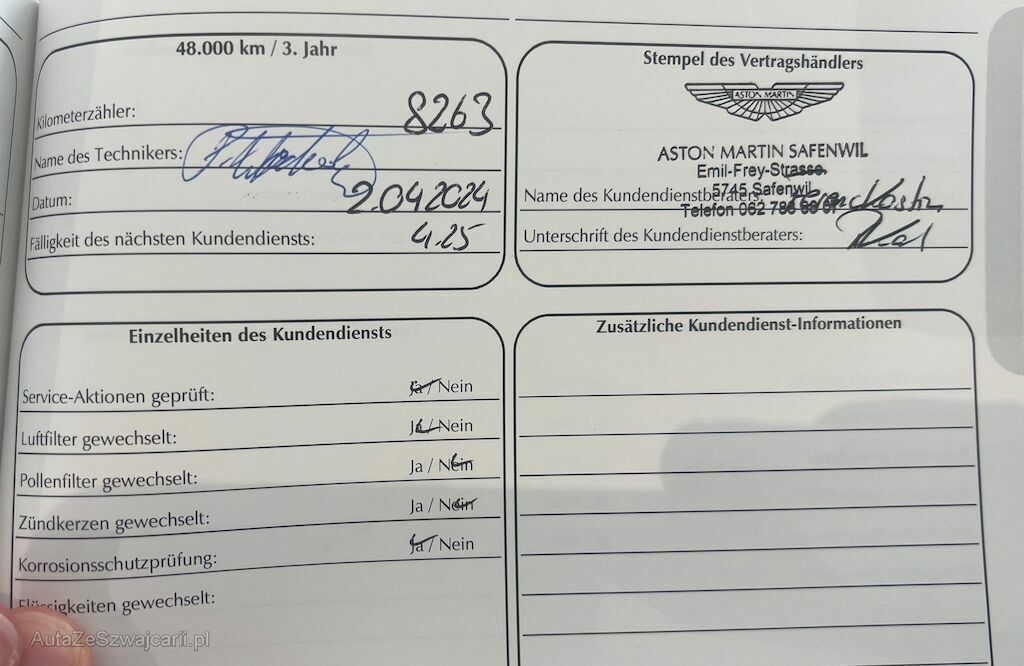 48.000 km / 3. Jahr
Kilometerzähler: 8263
Name des Technikers:
Datum: 2.04.2024
Fälligkeit des nächsten Kundendiensts: 4.25
Stempel des Vertragshändlers
ASTON MARTIN
ASTON MARTIN SAFENWIL
Emil-Frey-Strasse
5745 Safenwil
Name des Kundendienstberaters:
Telefon 062 788
Unterschrift des Kundendienstberaters:
Einzelheiten des Kundendiensts
Service-Aktionen geprüft: Ja / Nein
Luftfilter gewechselt: Ja / Nein
Pollenfilter gewechselt: Ja / Nein
Zündkerzen gewechselt: Ja / Nein
Korrosionsschutzprüfung: Ja / Nein
Flüssigkeiten gewechselt:
Zusätzliche Kundendienst-Informationen
AutaZeSzwajcarii.pl